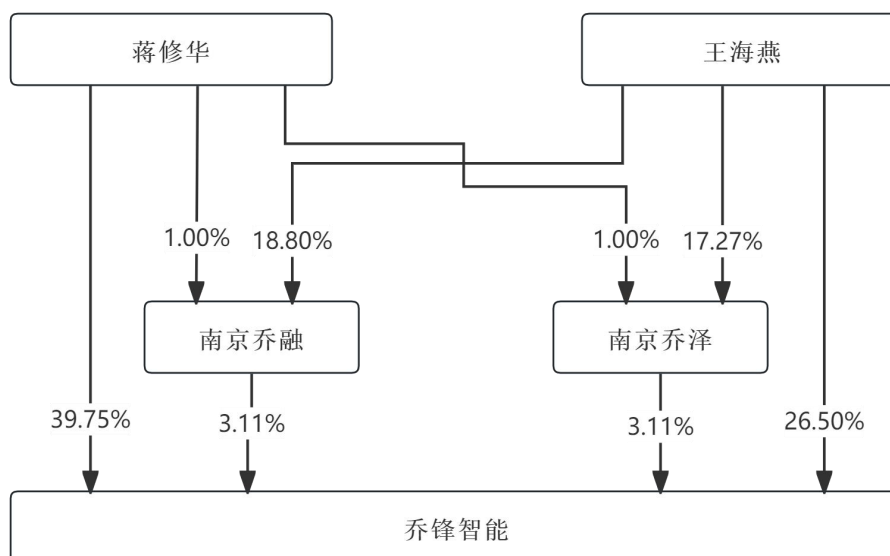 蒋修华
王海燕
1.00%
18.80%
1.00%
17.27%
南京乔融
南京乔泽
39.75%
3.11%
3.11%
26.50%
乔锋智能